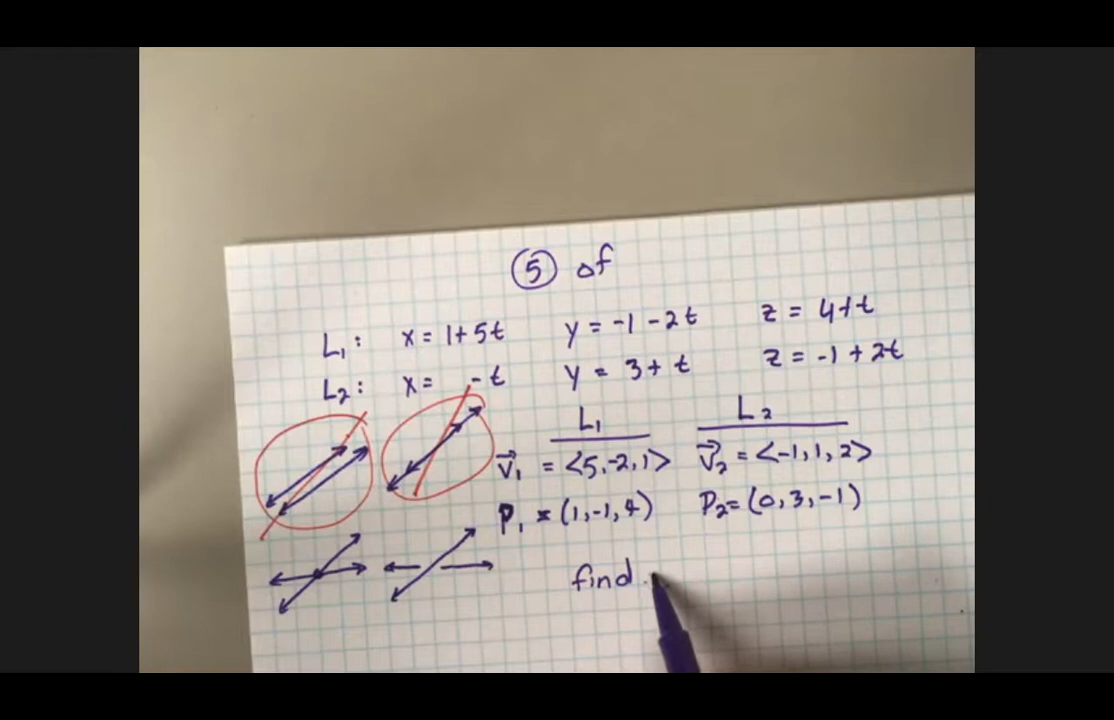 ⑤ of
L₁: x = 1+5t y = -1 -2t z = 4+t
L₂: x = -t y = 3+ t z = -1 +2t
L₁ L₂
v⃗₁ = <5,-2,1> v⃗₂ = <-1,1,2>
P₁ = (1,-1,4) P₂= (0,3,-1)
find